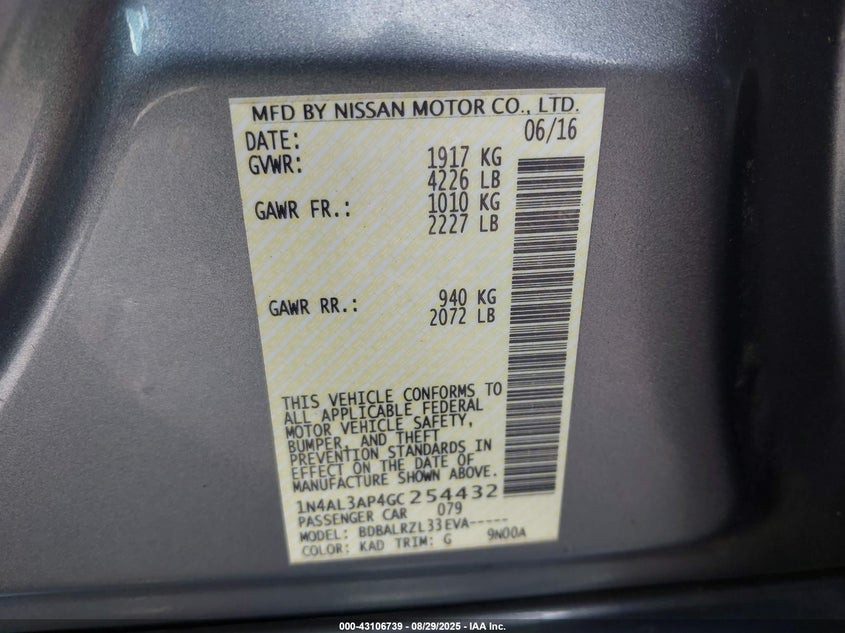 MFD BY NISSAN MOTOR CO., LTD.
DATE: 06/16
GVWR: 1917 KG
4226 LB
GAWR FR.: 1010 KG
2227 LB
GAWR RR.: 940 KG
2072 LB
THIS VEHICLE CONFORMS TO
ALL APPLICABLE FEDERAL
MOTOR VEHICLE SAFETY,
BUMPER, AND THEFT
PREVENTION STANDARDS IN
EFFECT ON THE DATE OF
MANUFACTURE SHOWN ABOVE.
1N4AL3AP4GC254432
PASSENGER CAR 079
MODEL: BDBALRZL33EVA-----
COLOR: KAD TRIM: G 9N00A
000-43106739 - 08/29/2025 - IAA Inc.